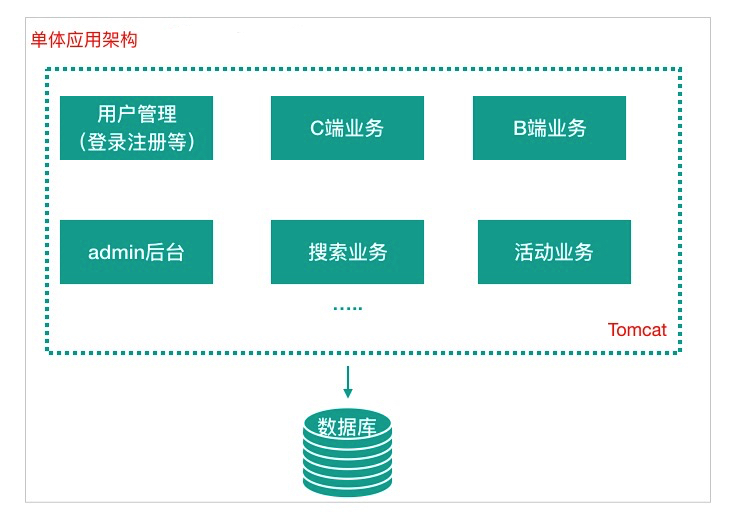 单体应用架构
用户管理
（登录注册等）
C端业务
B端业务
admin后台
搜索业务
活动业务
.....
Tomcat
数据库